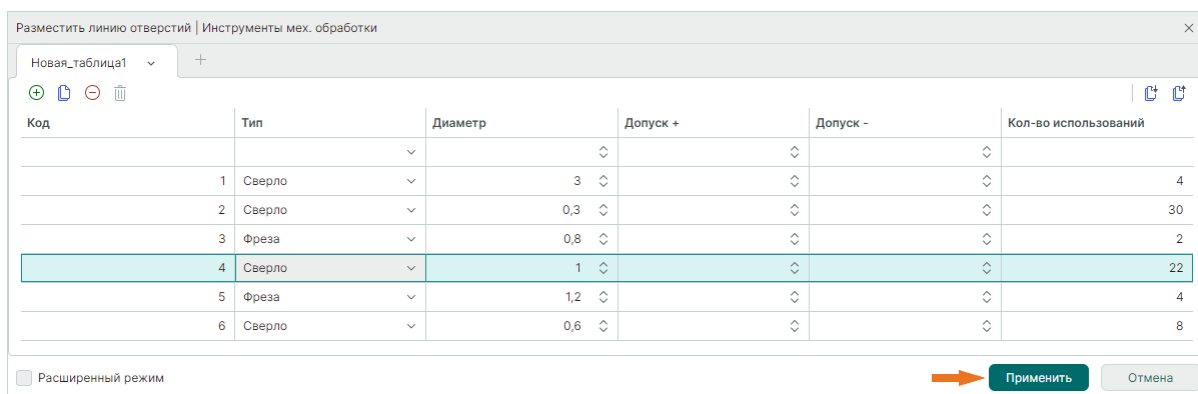 Разместить линию отверстий | Инструменты мех. обработки
Новая_таблица1
Код Тип Диаметр Допуск + Допуск - Кол-во использований
1 Сверло 3 4
2 Сверло 0,3 30
3 Фреза 0,8 2
4 Сверло 1 22
5 Фреза 1,2 4
6 Сверло 0,6 8
Расширенный режим Применить Отмена